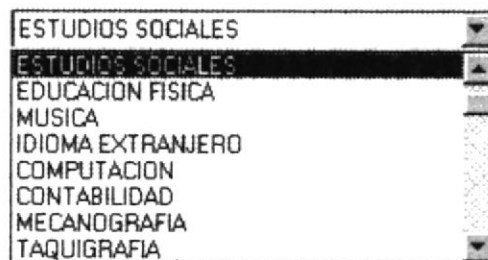 ESTUDIOS SOCIALES
ESTUDIOS SOCIALES
EDUCACION FISICA
MUSICA
IDIOMA EXTRANJERO
COMPUTACION
CONTABILIDAD
MECANOGRAFIA
TAQUIGRAFIA